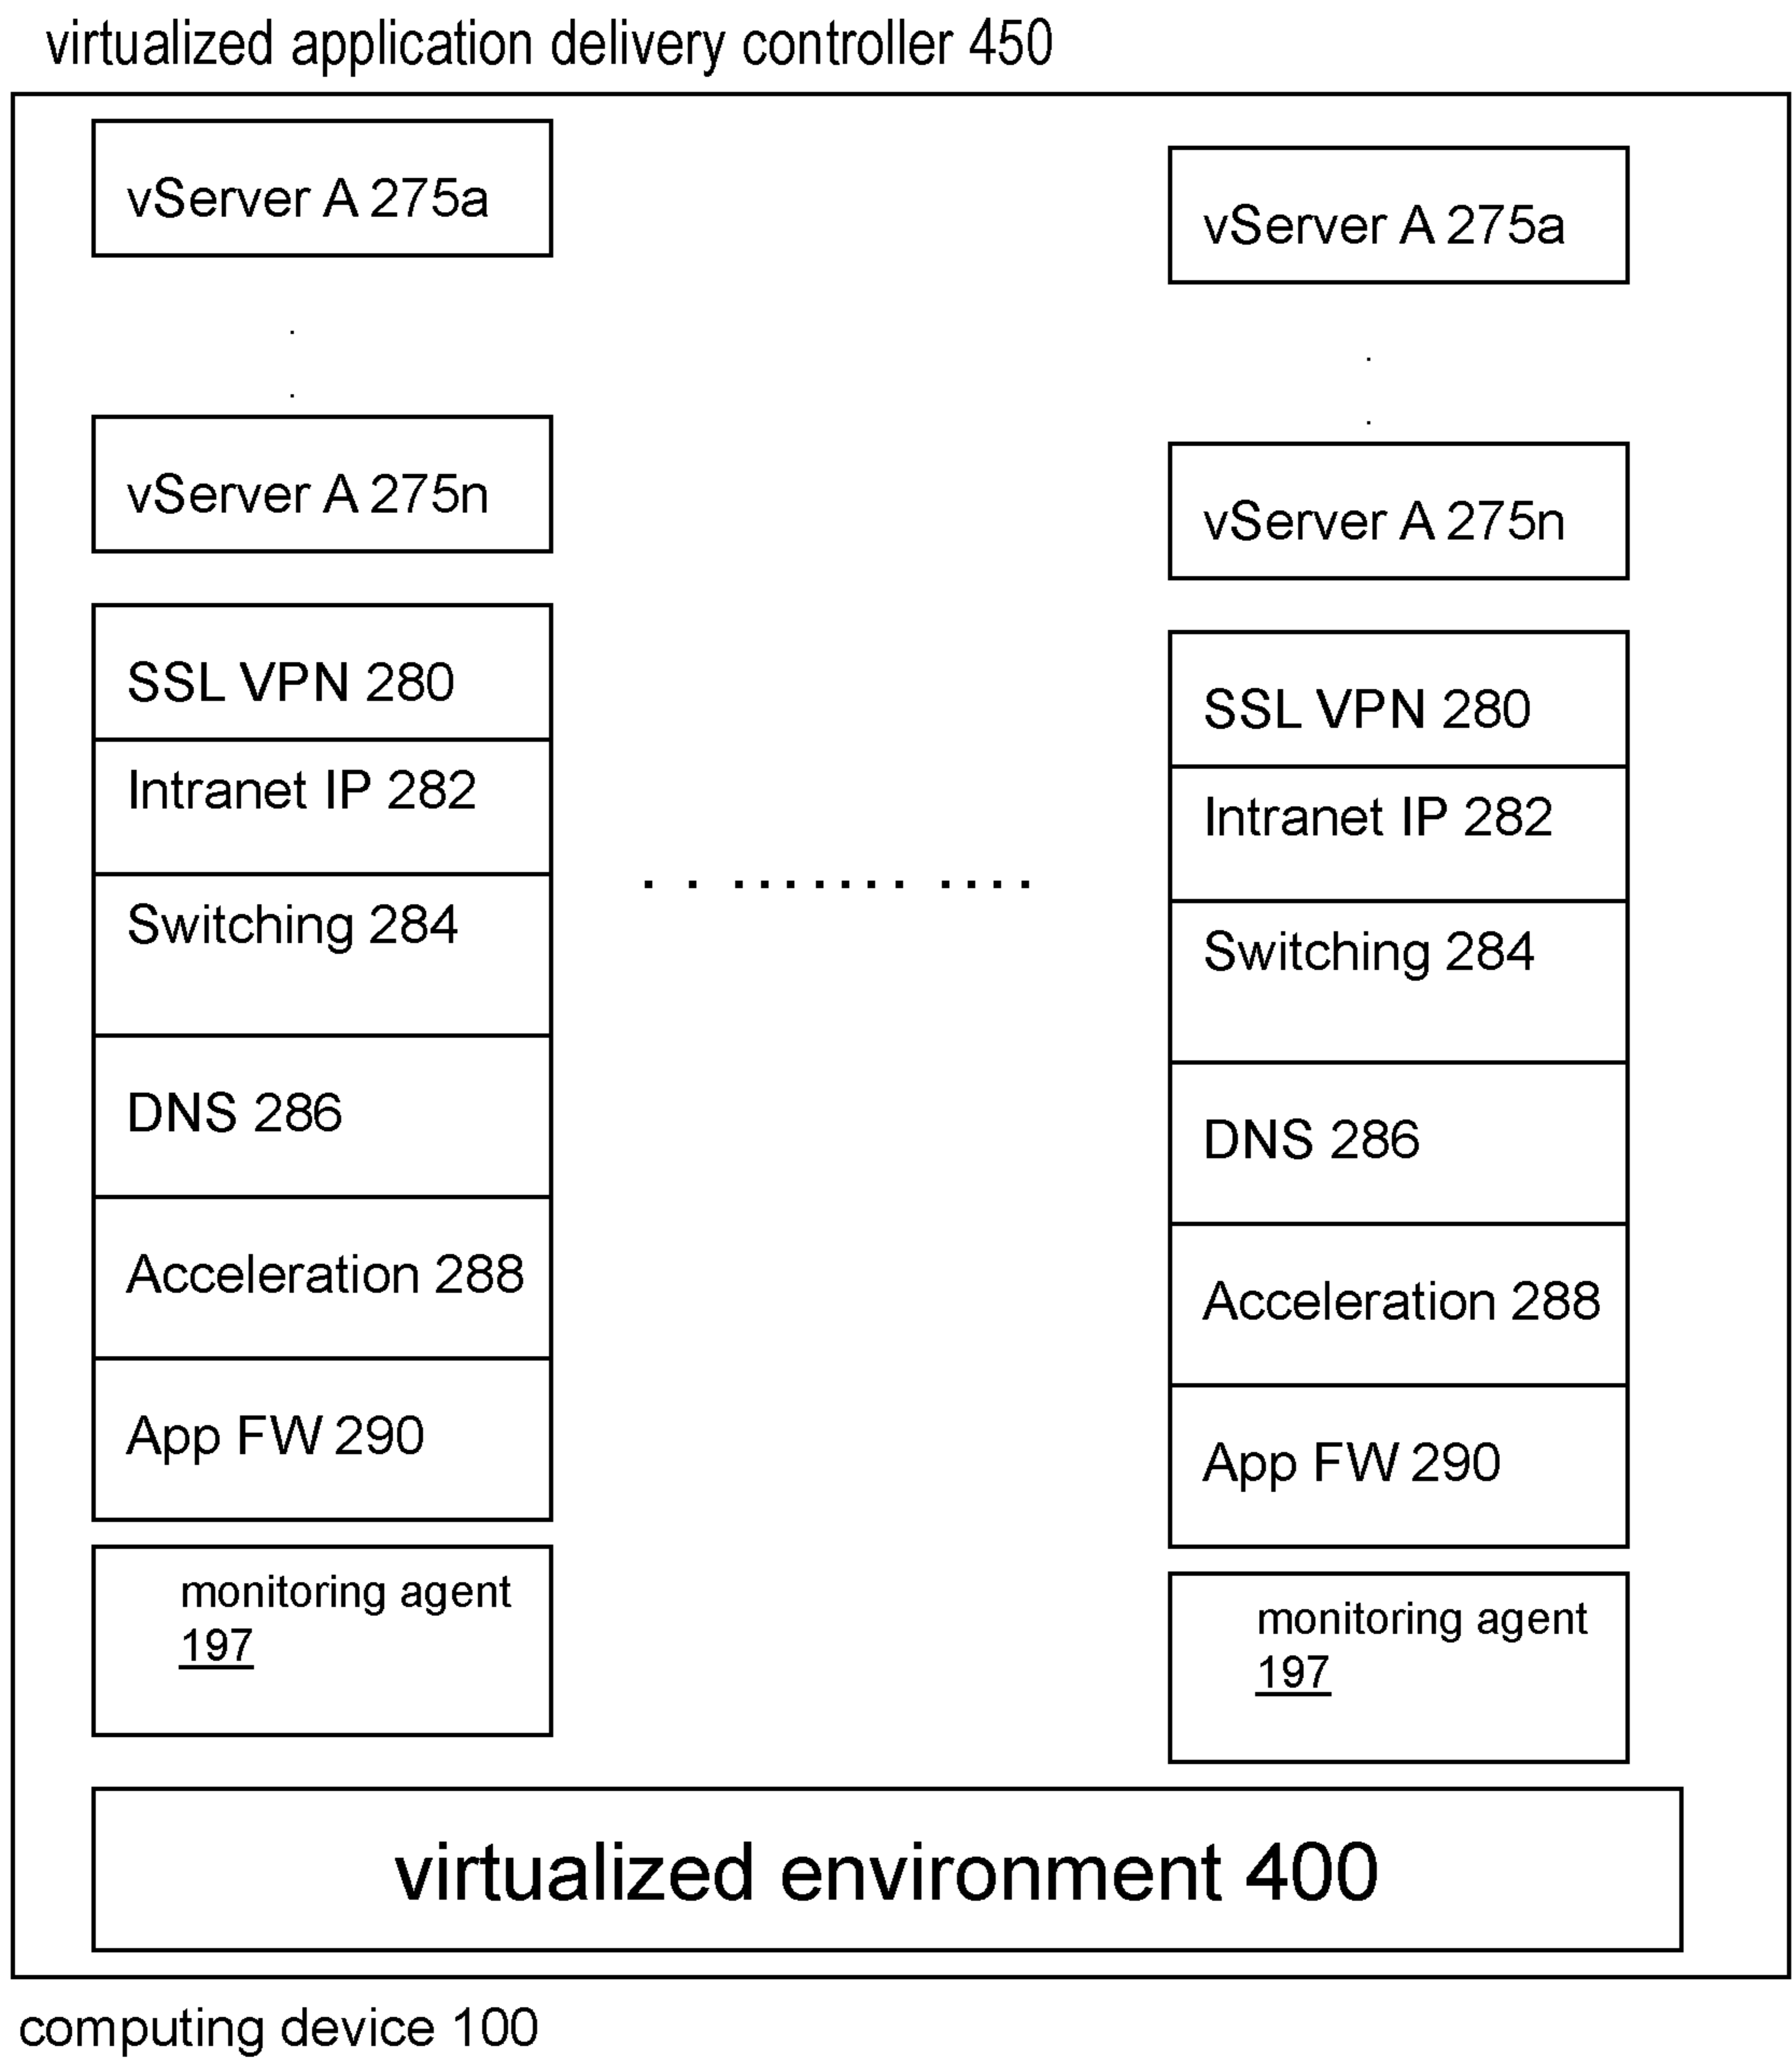 virtualized application delivery controller 450
vServer A 275a
vServer A 275n
SSL VPN 280
Intranet IP 282
Switching 284
DNS 286
Acceleration 288
App FW 290
monitoring agent
197
vServer A 275a
vServer A 275n
SSL VPN 280
Intranet IP 282
Switching 284
DNS 286
Acceleration 288
App FW 290
monitoring agent
197
virtualized environment 400
computing device 100